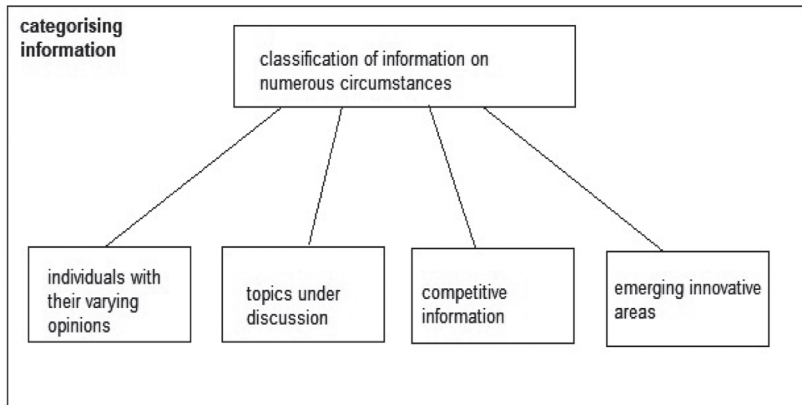 categorising
information
classification of information on
numerous circumstances
individuals with
their varying
opinions
topics under
discussion
competitive
information
emerging innovative
areas